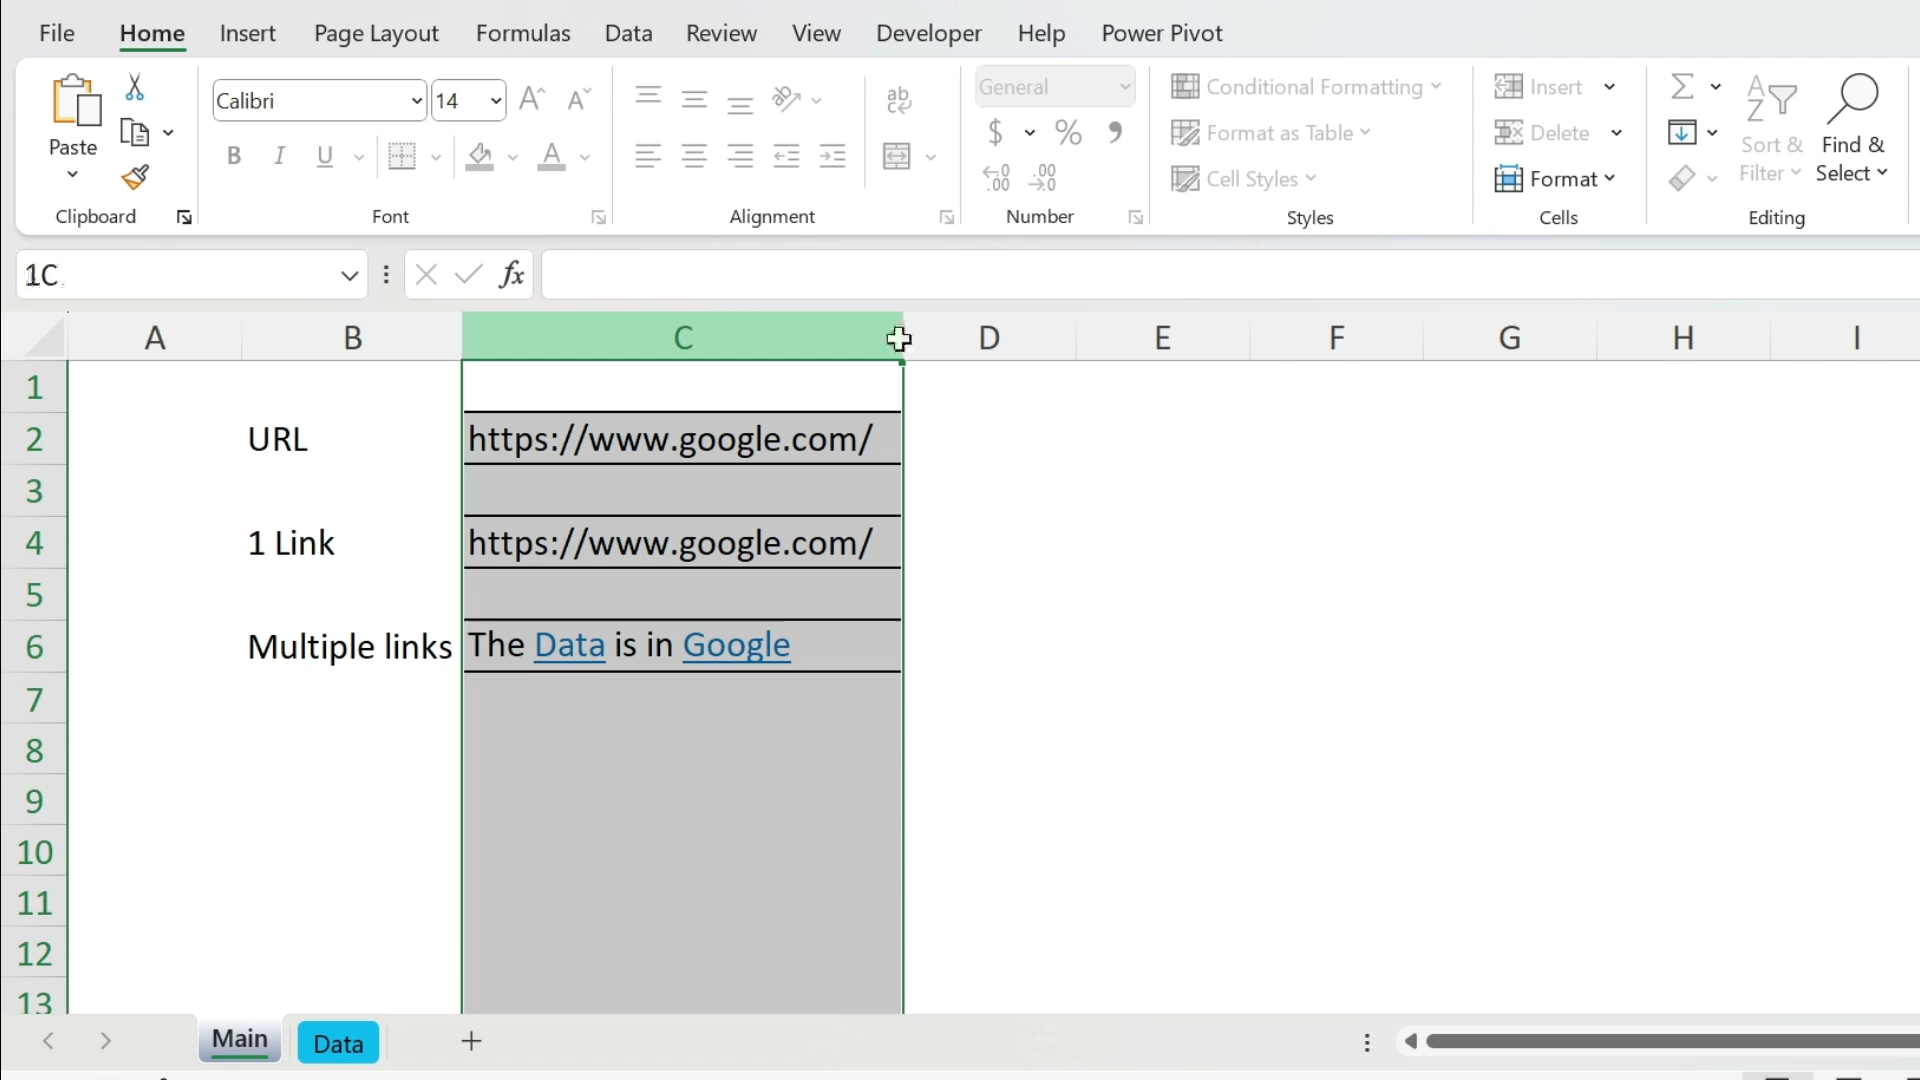 File Home Insert Page Layout Formulas Data Review View Developer Help Power Pivot
Calibri 14 A A ab General Conditional Formatting Insert Σ A
Z
Paste B I U A $ % , Format as Table Delete Sort & Find &
.00 .00 Cell Styles Format Filter Select
Clipboard Font Alignment Number Styles Cells Editing
1C fx
A B C D E F G H I
1
2 URL https://www.google.com/
3
4 1 Link https://www.google.com/
5
6 Multiple links The Data is in Google
7
8
9
10
11
12
13
Main Data